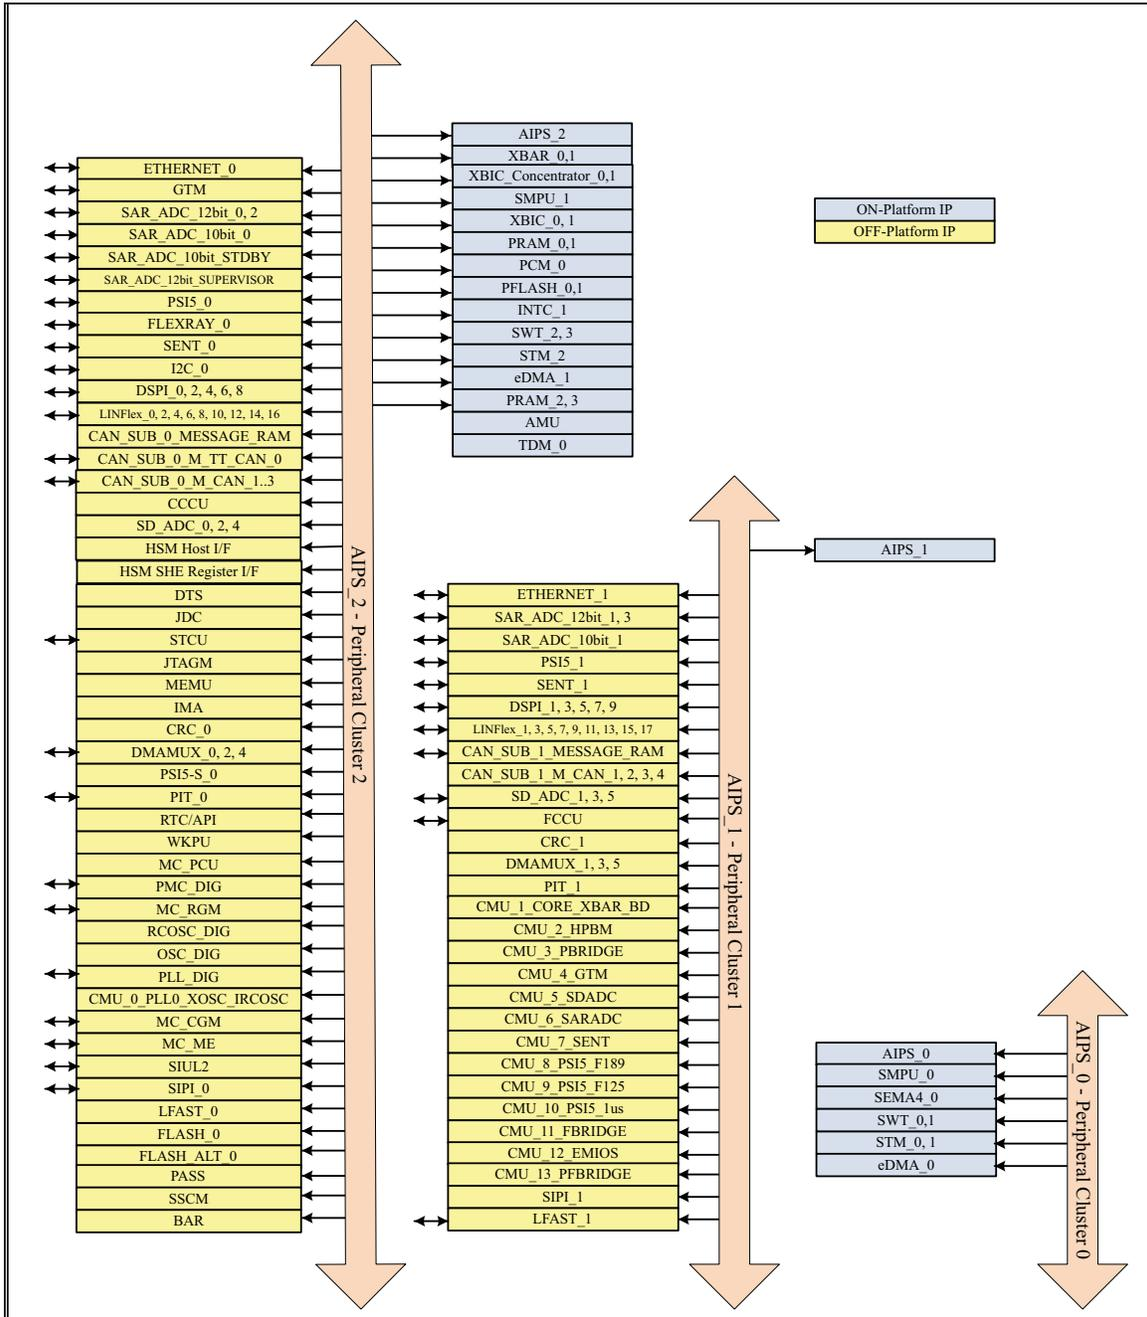 AIPS_2
XBAR_0,1
XBIC_Concentrator_0,1
SMPU_1
XBIC_0, 1
PRAM_0,1
PCM_0
PFLASH_0,1
INTC_1
SWT_2, 3
STM_2
eDMA_1
PRAM_2, 3
AMU
TDM_0
ON-Platform IP
OFF-Platform IP
ETHERNET_0
GTM
SAR_ADC_12bit_0, 2
SAR_ADC_10bit_0
SAR_ADC_10bit_STDBY
SAR_ADC_12bit_SUPERVISOR
PSI5_0
FLEXRAY_0
SENT_0
I2C_0
DSPI_0, 2, 4, 6, 8
LINFlex_0, 2, 4, 6, 8, 10, 12, 14, 16
CAN_SUB_0_MESSAGE_RAM
CAN_SUB_0_M_TT_CAN_0
CAN_SUB_0_M_CAN_1..3
CCCU
SD_ADC_0, 2, 4
HSM Host I/F
HSM SHE Register I/F
DTS
JDC
STCU
JTAGM
MEMU
IMA
CRC_0
DMAMUX_0, 2, 4
PSI5-S_0
PIT_0
RTC/API
WKPU
MC_PCU
PMC_DIG
MC_RGM
RCOSC_DIG
OSC_DIG
PLL_DIG
CMU_0_PLL0_XOSC_IRCOSC
MC_CGM
MC_ME
SIUL2
SIPI_0
LFAST_0
FLASH_0
FLASH_ALT_0
PASS
SSCM
BAR
AIPS_2 - Peripheral Cluster 2
AIPS_1
ETHERNET_1
SAR_ADC_12bit_1, 3
SAR_ADC_10bit_1
PSI5_1
SENT_1
DSPI_1, 3, 5, 7, 9
LINFlex_1, 3, 5, 7, 9, 11, 13, 15, 17
CAN_SUB_1_MESSAGE_RAM
CAN_SUB_1_M_CAN_1, 2, 3, 4
SD_ADC_1, 3, 5
FCCU
CRC_1
DMAMUX_1, 3, 5
PIT_1
CMU_1_CORE_XBAR_BD
CMU_2_HPBM
CMU_3_PBRIDGE
CMU_4_GTM
CMU_5_SDADC
CMU_6_SARADC
CMU_7_SENT
CMU_8_PSI5_F189
CMU_9_PSI5_F125
CMU_10_PSI5_1us
CMU_11_FBRIDGE
CMU_12_EMIOS
CMU_13_PFBRIDGE
SIPI_1
LFAST_1
AIPS_1 - Peripheral Cluster 1
AIPS_0
SMPU_0
SEMA4_0
SWT_0,1
STM_0, 1
eDMA_0
AIPS_0 - Peripheral Cluster 0